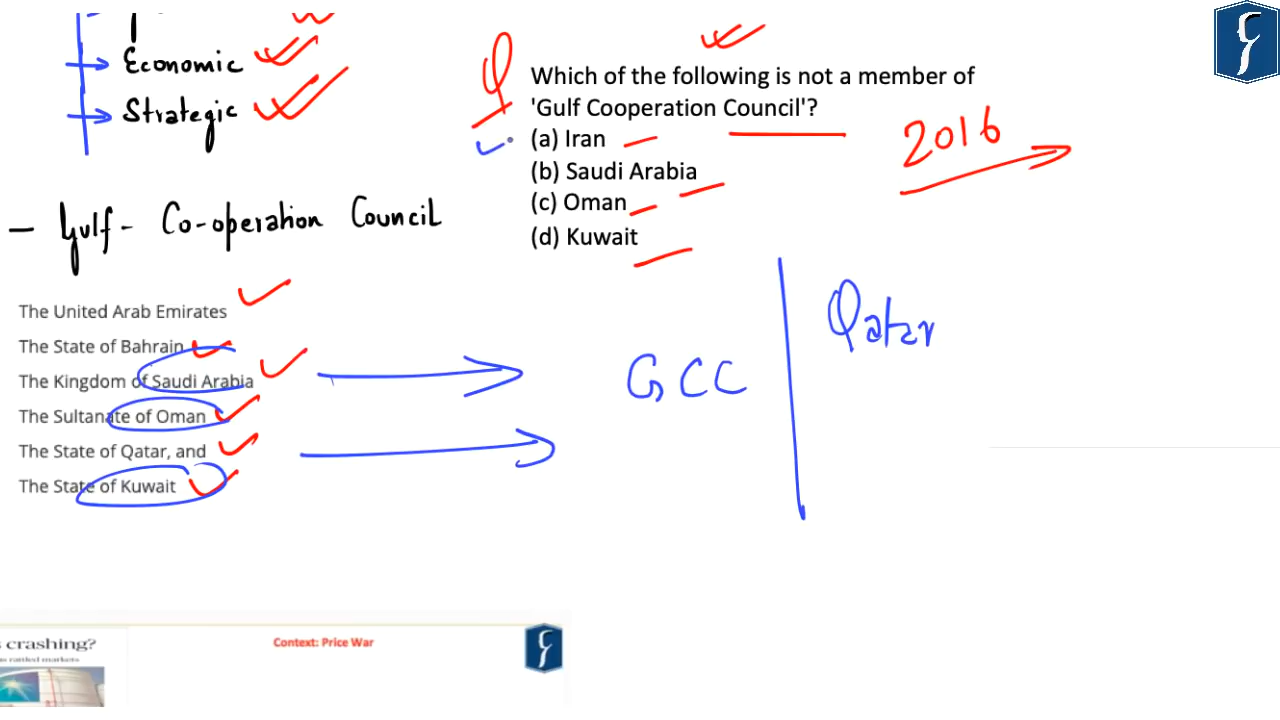 Economic
Strategic
- Gulf - Co-operation Council
The United Arab Emirates
The State of Bahrain
The Kingdom of Saudi Arabia
The Sultanate of Oman
The State of Qatar, and
The State of Kuwait
Q
Which of the following is not a member of
'Gulf Cooperation Council'?
(a) Iran
(b) Saudi Arabia
(c) Oman
(d) Kuwait
2016
GCC
Qatar
crashing?
rattled markets
Context: Price War